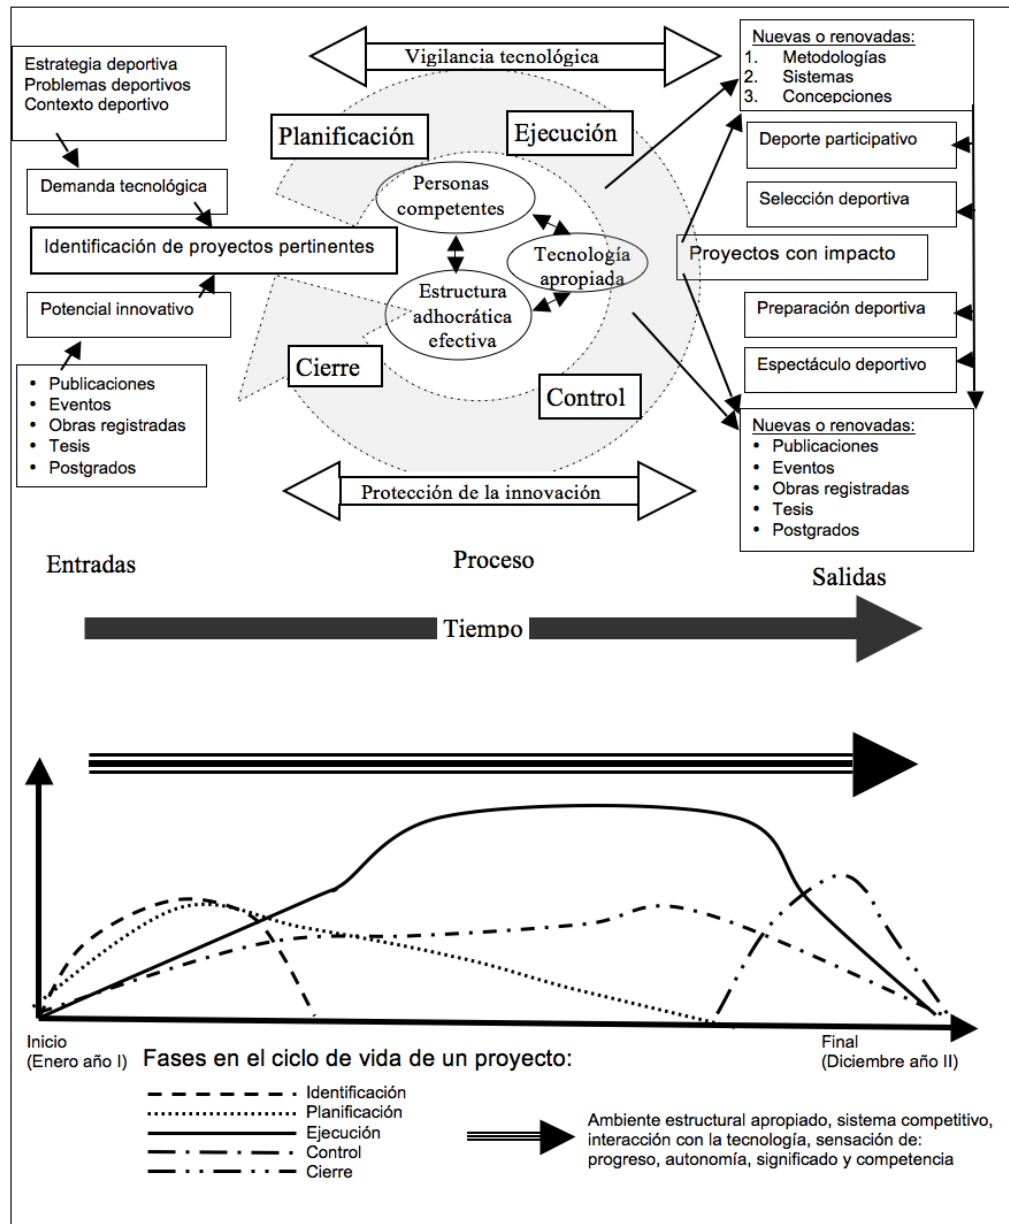 Estrategia deportiva
Problemas deportivos
Contexto deportivo
Demanda tecnológica
Identificación de proyectos pertinentes
Potencial innovativo
• Publicaciones
• Eventos
• Obras registradas
• Tesis
• Postgrados
Vigilancia tecnológica
Planificación
Ejecución
Personas
competentes
Tecnología
apropiada
Estructura
adhocrática
efectiva
Cierre
Control
Protección de la innovación
Nuevas o renovadas:
1. Metodologías
2. Sistemas
3. Concepciones
Deporte participativo
Selección deportiva
Proyectos con impacto
Preparación deportiva
Espectáculo deportivo
Nuevas o renovadas:
• Publicaciones
• Eventos
• Obras registradas
• Tesis
• Postgrados
Entradas
Proceso
Salidas
Tiempo
Inicio
(Enero año I)
Final
(Diciembre año II)
Fases en el ciclo de vida de un proyecto:
Identificación
Planificación
Ejecución
Control
Cierre
Ambiente estructural apropiado, sistema competitivo,
interacción con la tecnología, sensación de:
progreso, autonomía, significado y competencia